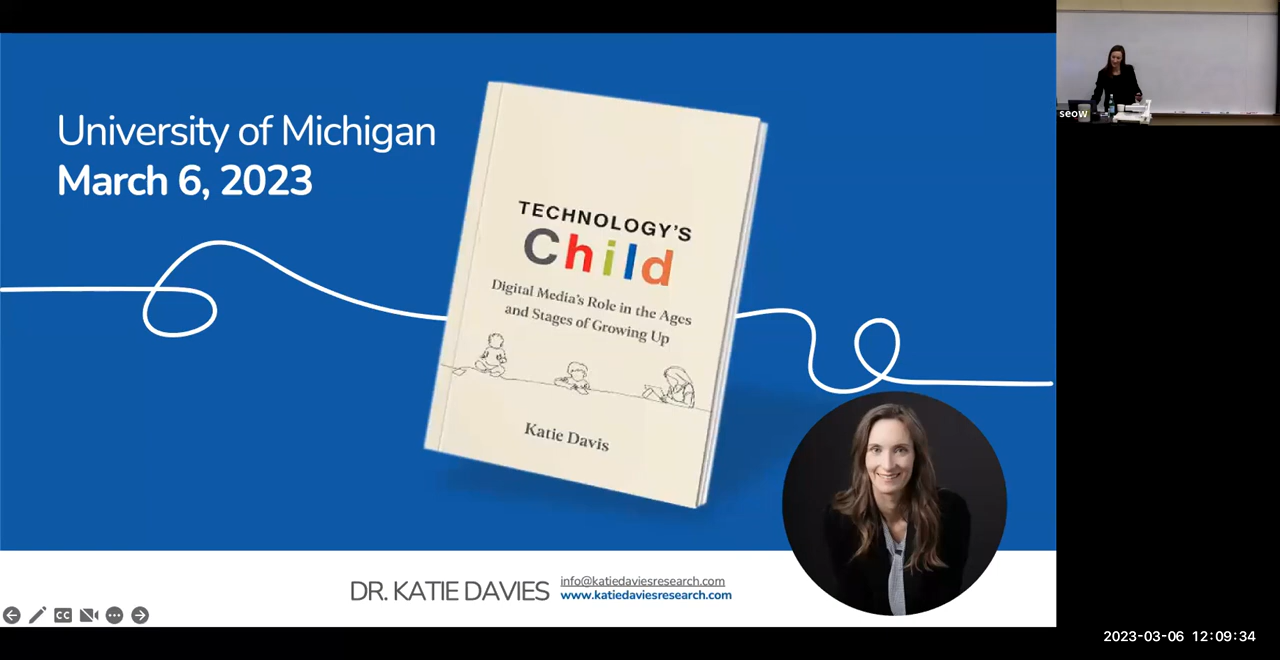 University of Michigan
March 6, 2023
TECHNOLOGY'S
Child
Digital Media's Role in the Ages
and Stages of Growing Up
Katie Davis
DR. KATIE DAVIES
info@katiedaviesresearch.com
www.katiedaviesresearch.com
CC
seow
2023-03-06 12:09:34